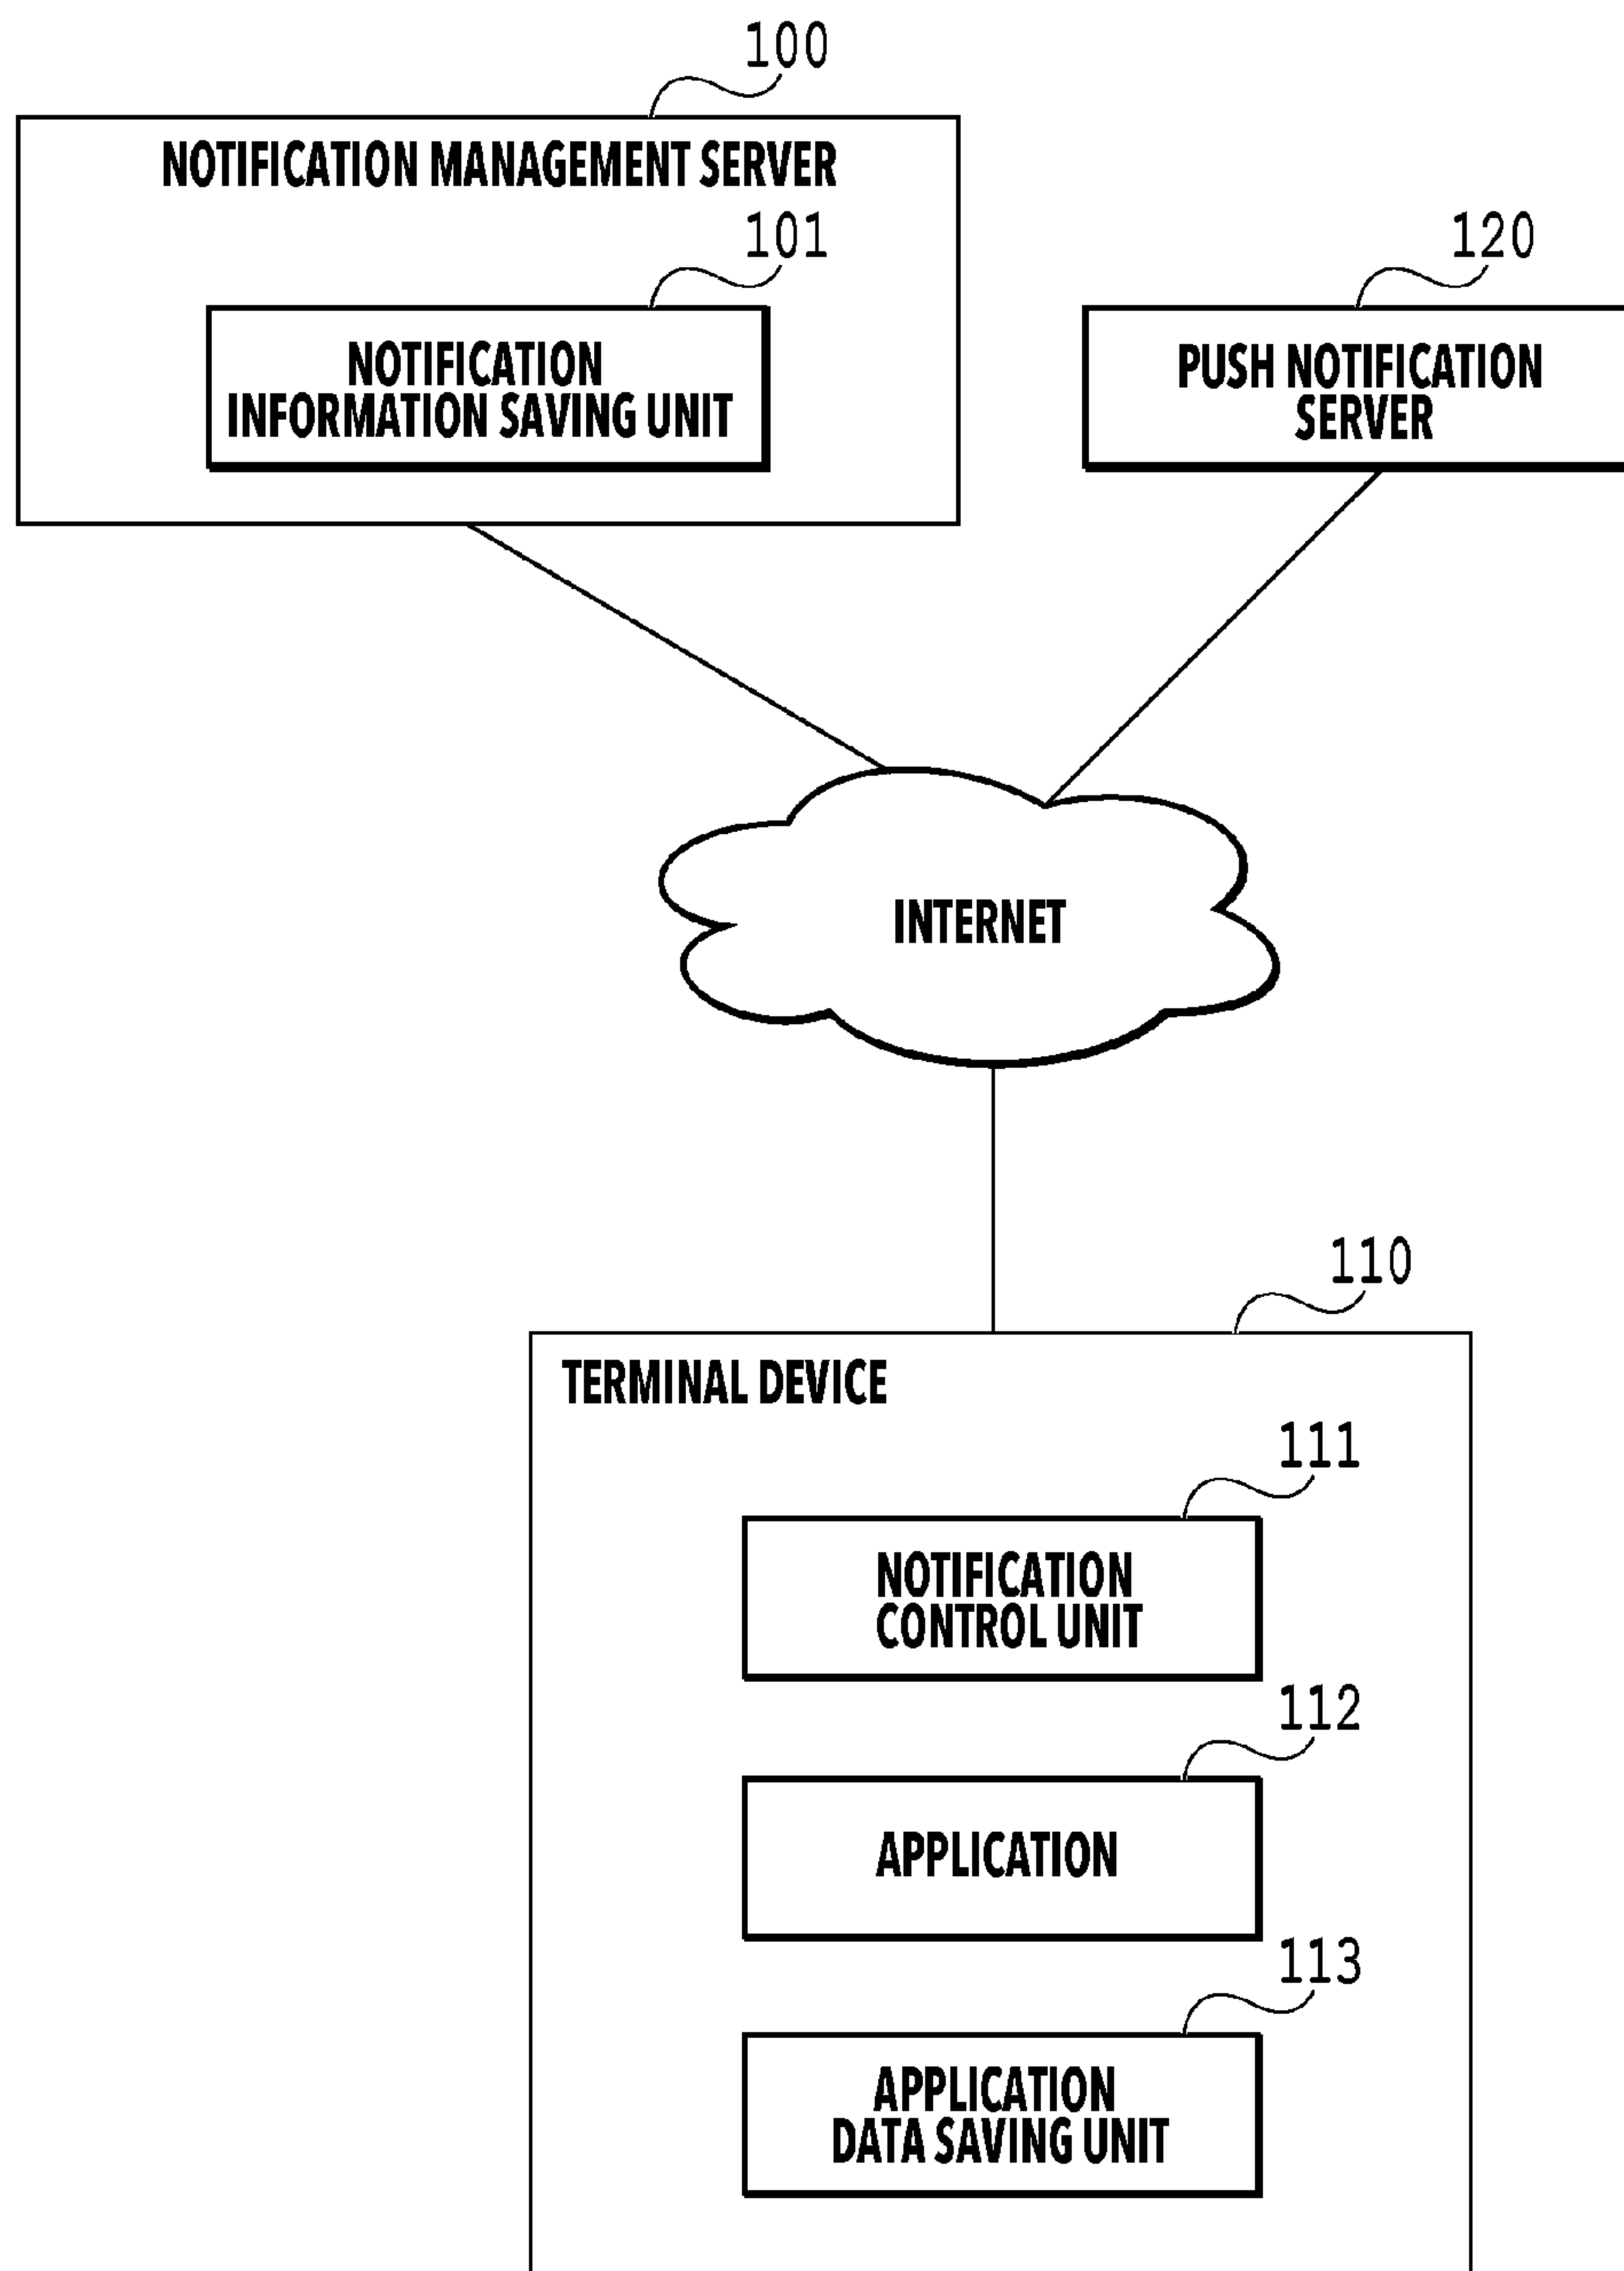 100
NOTIFICATION MANAGEMENT SERVER
101
NOTIFICATION
INFORMATION SAVING UNIT
120
PUSH NOTIFICATION
SERVER
INTERNET
110
TERMINAL DEVICE
111
NOTIFICATION
CONTROL UNIT
112
APPLICATION
113
APPLICATION
DATA SAVING UNIT